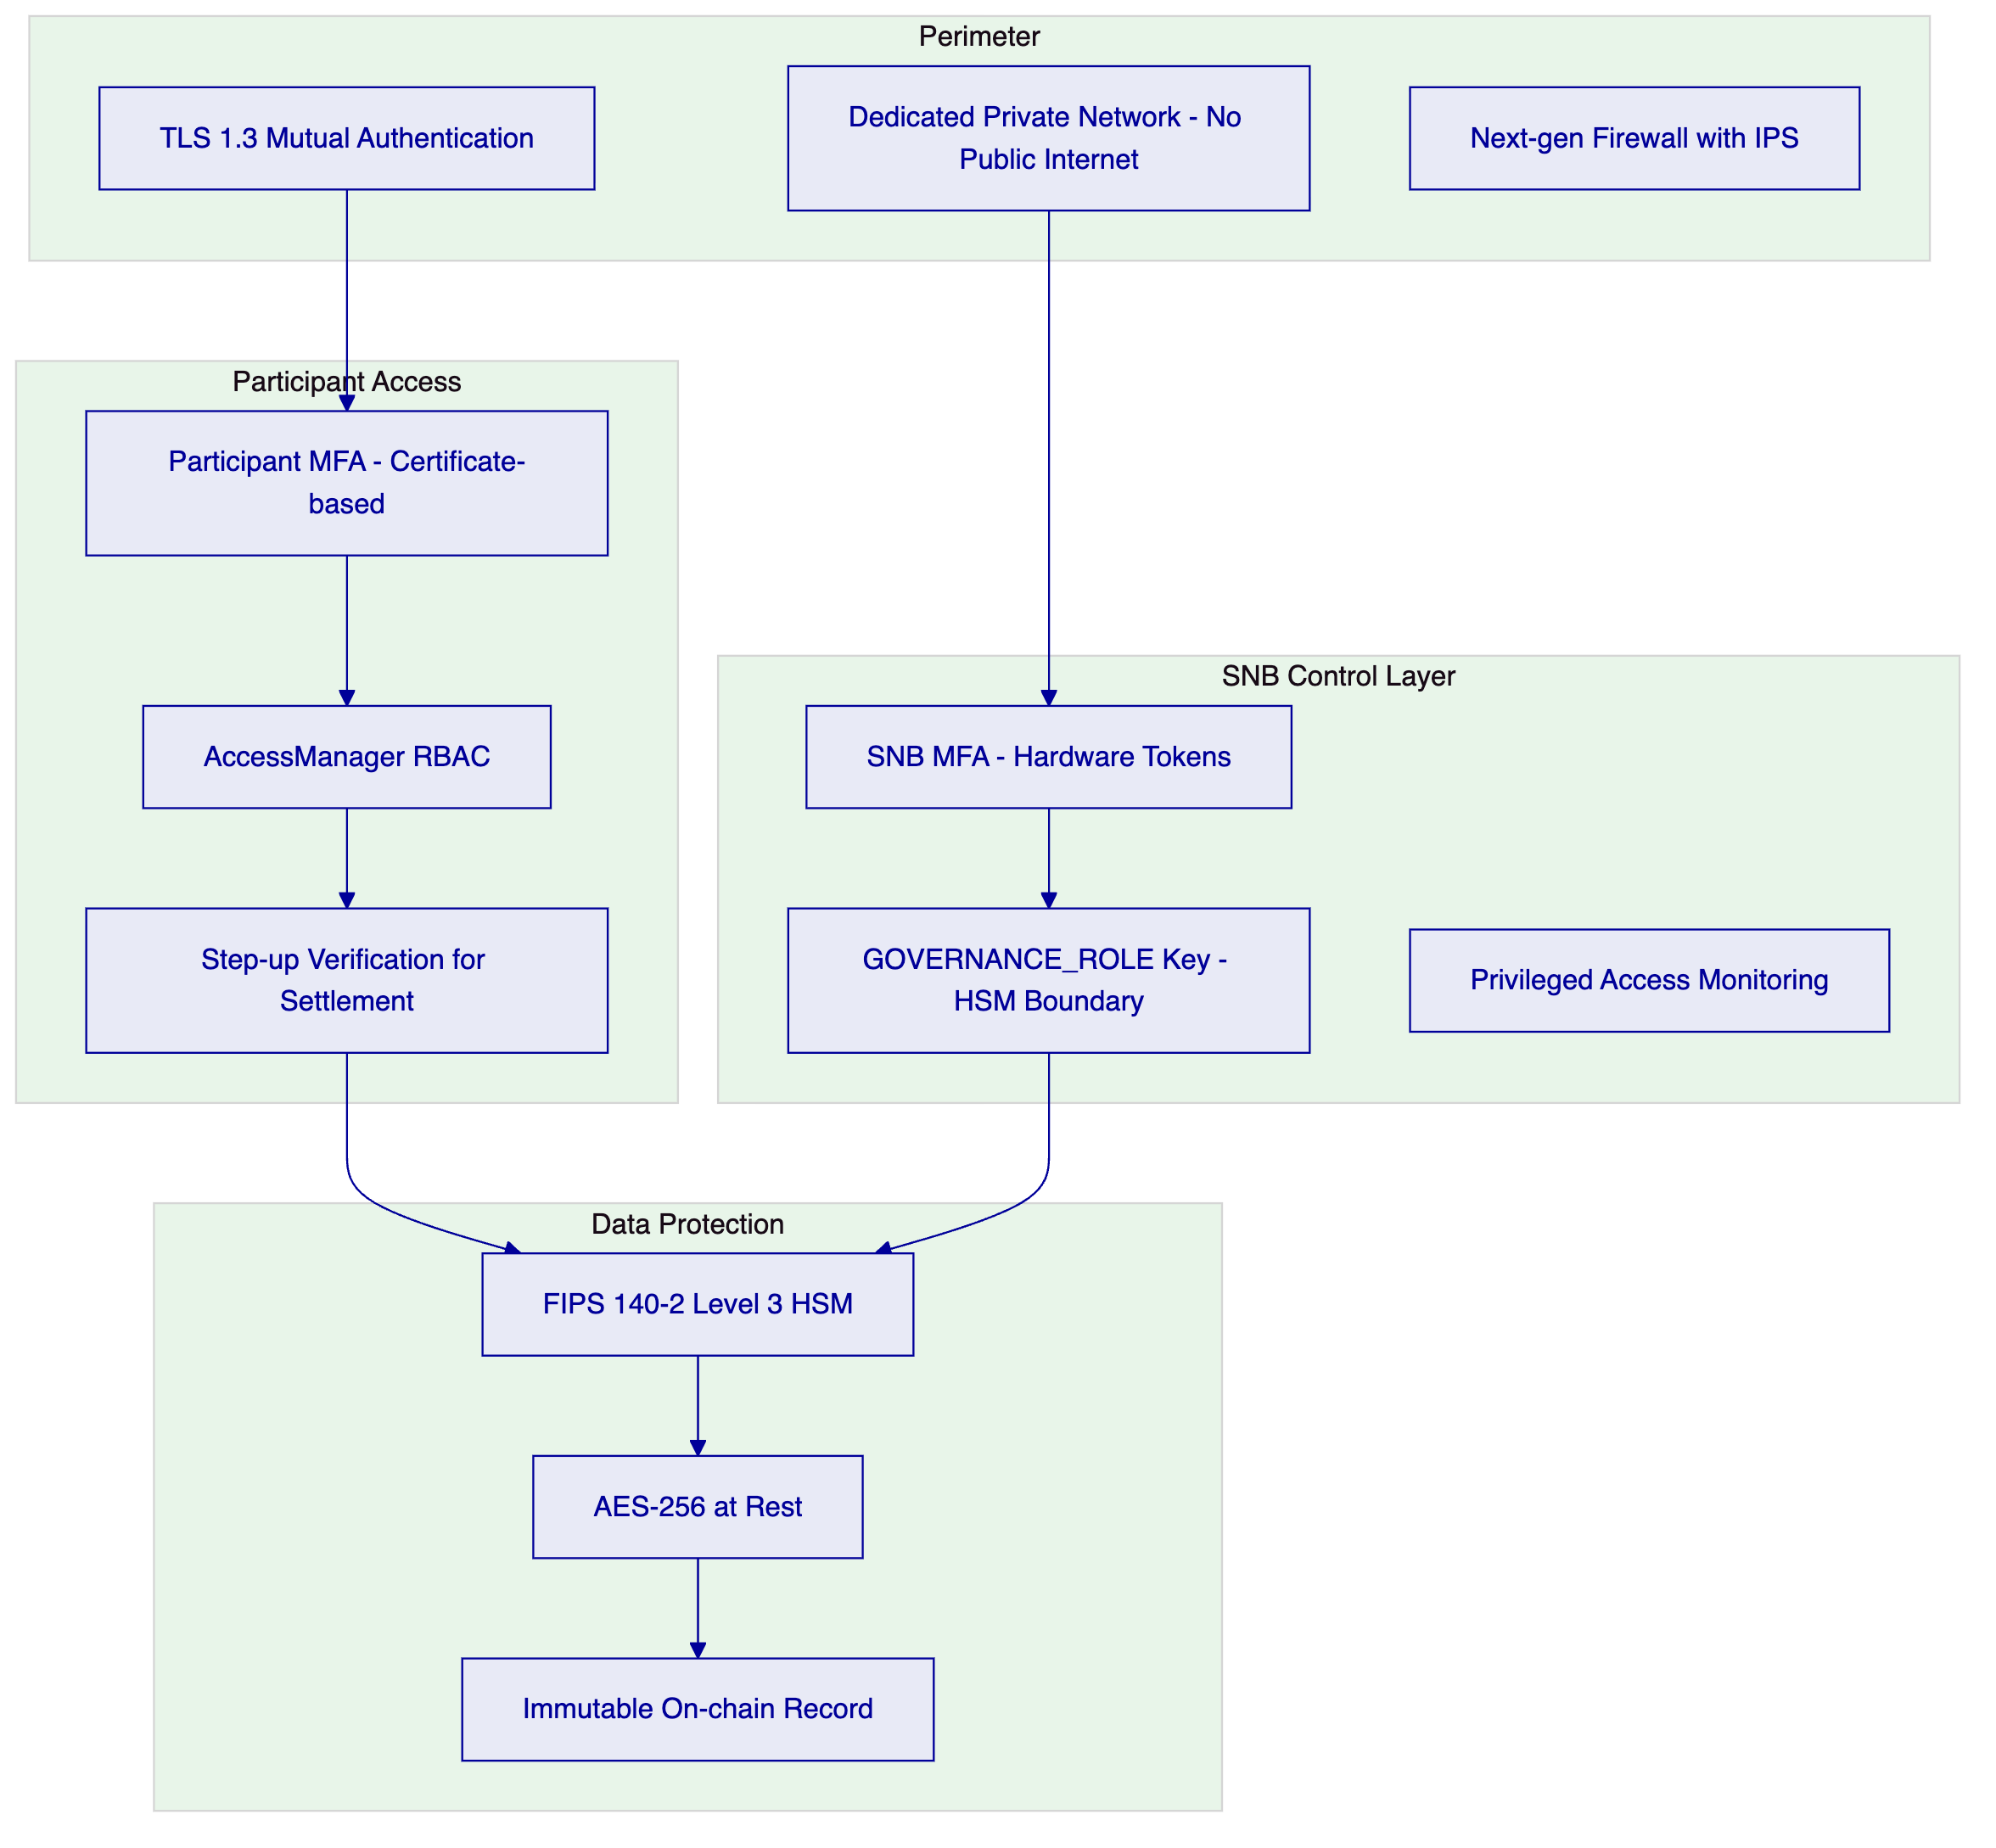 Perimeter
TLS 1.3 Mutual Authentication
Dedicated Private Network - No
Public Internet
Next-gen Firewall with IPS
Participant Access
Participant MFA - Certificate-
based
AccessManager RBAC
Step-up Verification for
Settlement
SNB Control Layer
SNB MFA - Hardware Tokens
GOVERNANCE_ROLE Key -
HSM Boundary
Privileged Access Monitoring
Data Protection
FIPS 140-2 Level 3 HSM
AES-256 at Rest
Immutable On-chain Record